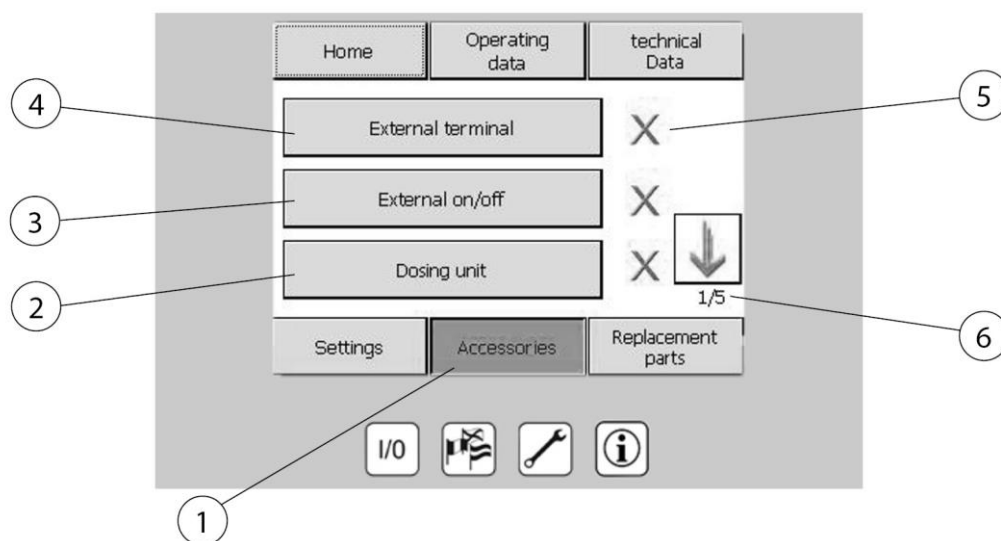 Home
Operating
data
technical
Data
4
External terminal
X
5
3
External on/off
X
2
Dosing unit
X
1/5
6
Settings
Accessories
Replacement
parts
I/0
i
1